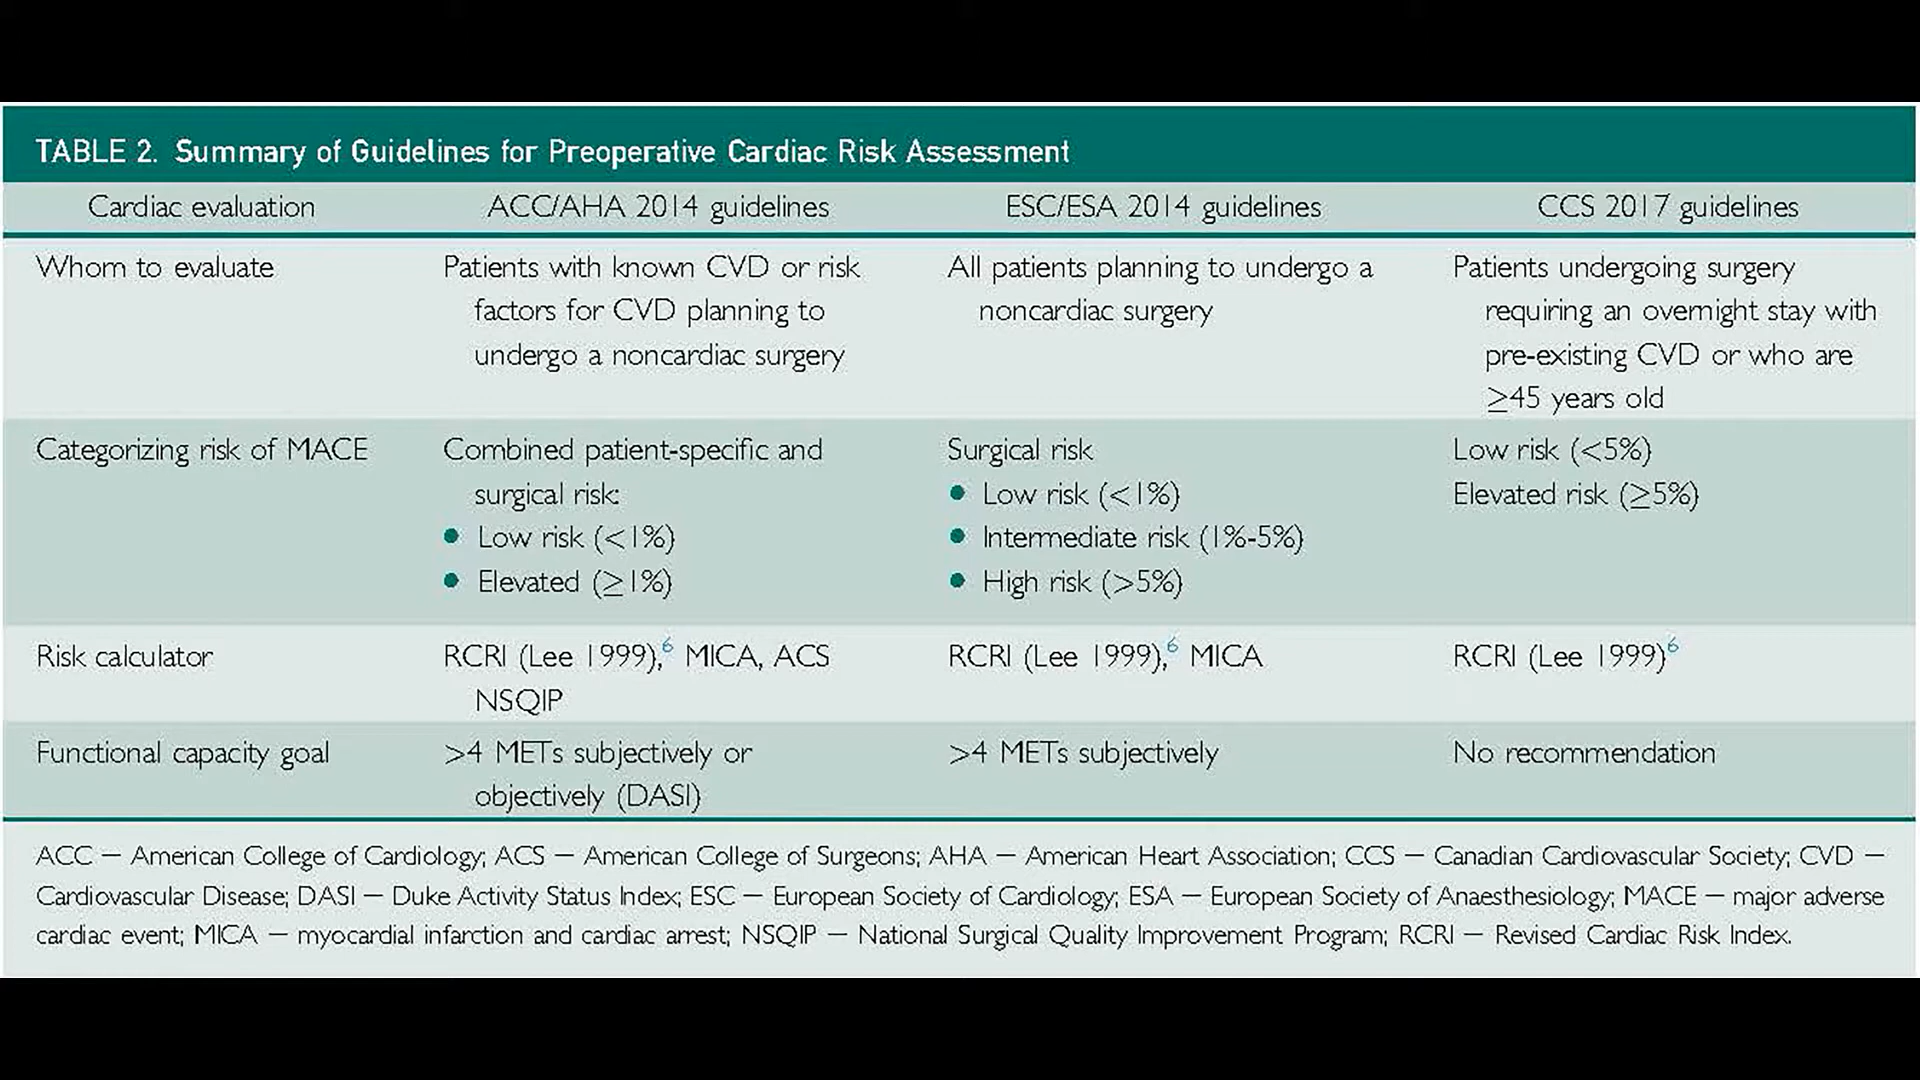 TABLE 2. Summary of Guidelines for Preoperative Cardiac Risk Assessment
Cardiac evaluation
ACC/AHA 2014 guidelines
ESC/ESA 2014 guidelines
CCS 2017 guidelines
Whom to evaluate
Patients with known CVD or risk
factors for CVD planning to
undergo a noncardiac surgery
All patients planning to undergo a
noncardiac surgery
Patients undergoing surgery
requiring an overnight stay with
pre-existing CVD or who are
≥45 years old
Categorizing risk of MACE
Combined patient-specific and
surgical risk:
● Low risk (<1%)
● Elevated (≥1%)
Surgical risk
● Low risk (<1%)
● Intermediate risk (1%-5%)
● High risk (>5%)
Low risk (<5%)
Elevated risk (≥5%)
Risk calculator
RCRI (Lee 1999),6 MICA, ACS
NSQIP
RCRI (Lee 1999),6 MICA
RCRI (Lee 1999)6
Functional capacity goal
>4 METs subjectively or
objectively (DASI)
>4 METs subjectively
No recommendation
ACC — American College of Cardiology; ACS — American College of Surgeons; AHA — American Heart Association; CCS — Canadian Cardiovascular Society; CVD —
Cardiovascular Disease; DASI — Duke Activity Status Index; ESC — European Society of Cardiology; ESA — European Society of Anaesthesiology; MACE — major adverse
cardiac event; MICA — myocardial infarction and cardiac arrest; NSQIP — National Surgical Quality Improvement Program; RCRI — Revised Cardiac Risk Index.